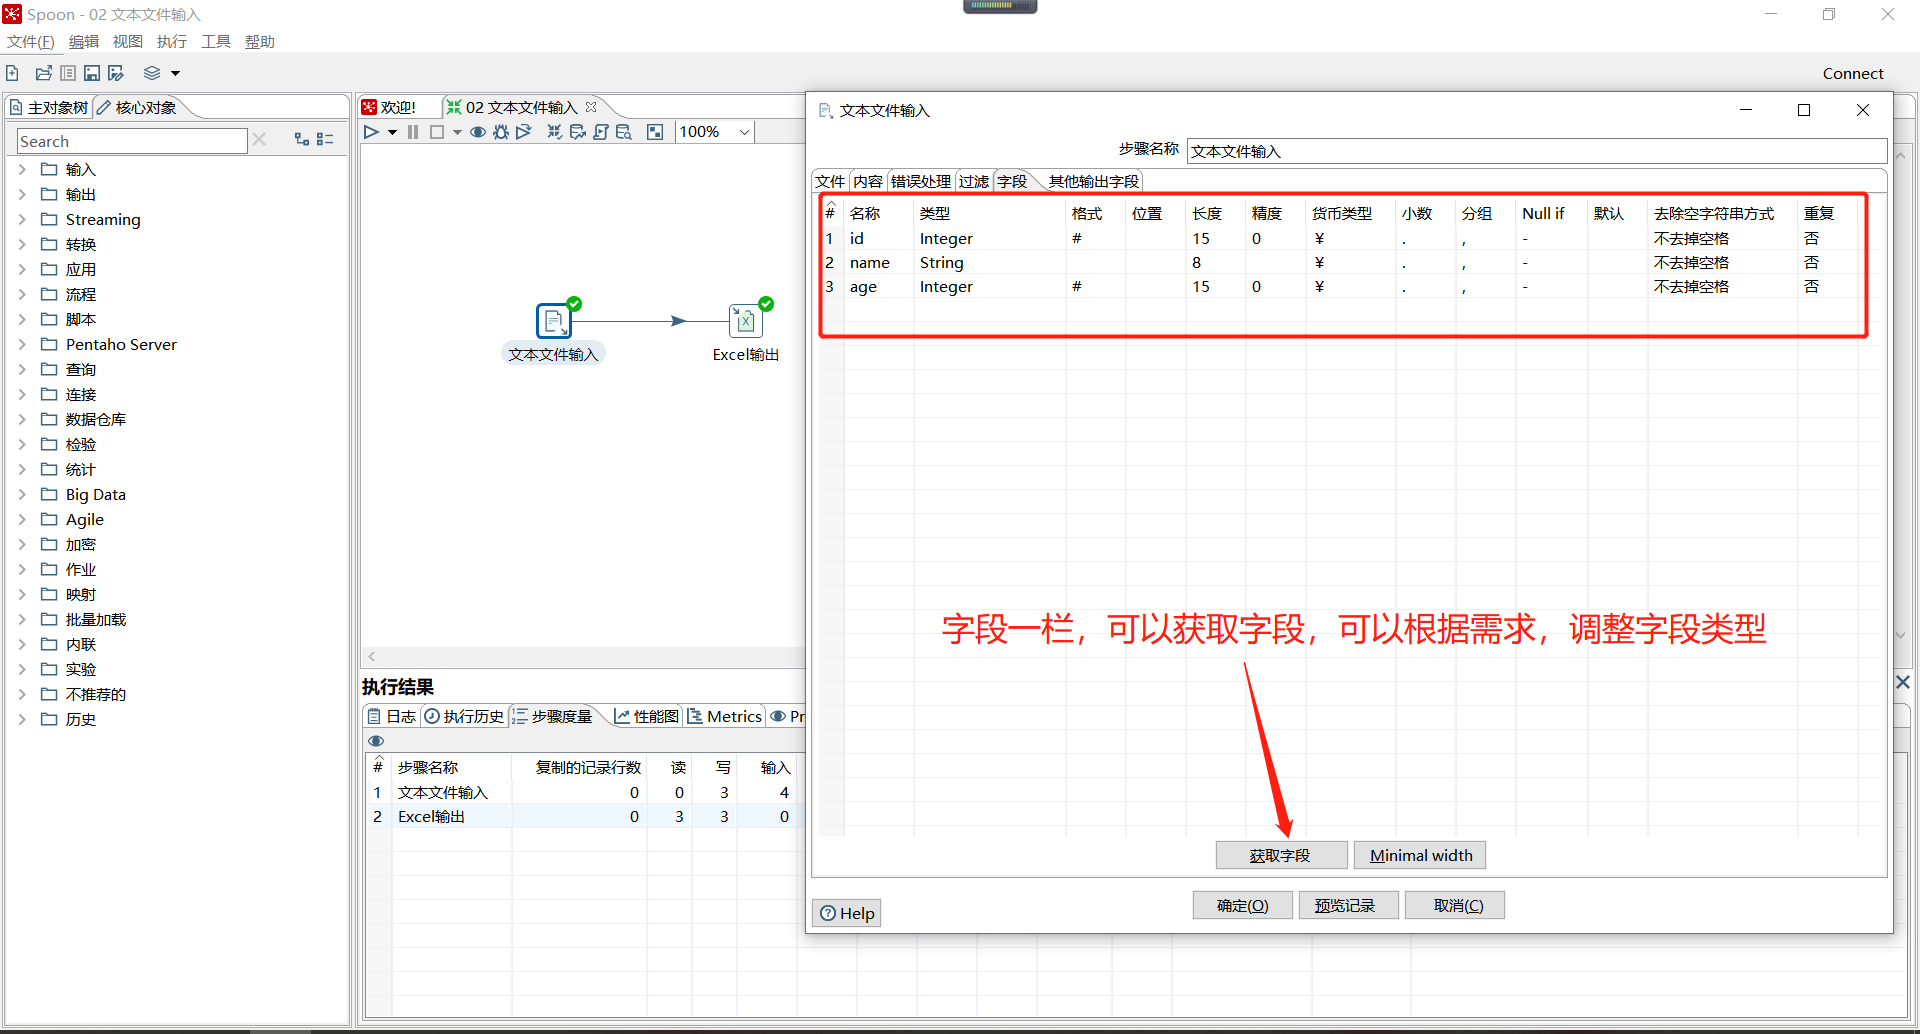 Spoon - 02 文本文件输入
文件(F) 编辑 视图 执行 工具 帮助
Connect
主对象树 核心对象
Search
输入
输出
Streaming
转换
应用
流程
脚本
Pentaho Server
查询
连接
数据仓库
检验
统计
Big Data
Agile
加密
作业
映射
批量加载
内联
实验
不推荐的
历史
欢迎! 02 文本文件输入
100%
文本文件输入
Excel输出
执行结果
日志 执行历史 步骤度量 性能图 Metrics Pr
# 步骤名称 复制的记录行数 读 写 输入
1 文本文件输入 0 0 3 4
2 Excel输出 0 3 3 0
文本文件输入
步骤名称 文本文件输入
文件 内容 错误处理 过滤 字段 其他输出字段
# 名称 类型 格式 位置 长度 精度 货币类型 小数 分组 Null if 默认 去除空字符串方式 重复
1 id Integer # 15 0 ¥ . , - 不去掉空格 否
2 name String 8 ¥ . , - 不去掉空格 否
3 age Integer # 15 0 ¥ . , - 不去掉空格 否
字段一栏，可以获取字段，可以根据需求，调整字段类型
获取字段 Minimal width
Help 确定(O) 预览记录 取消(C)